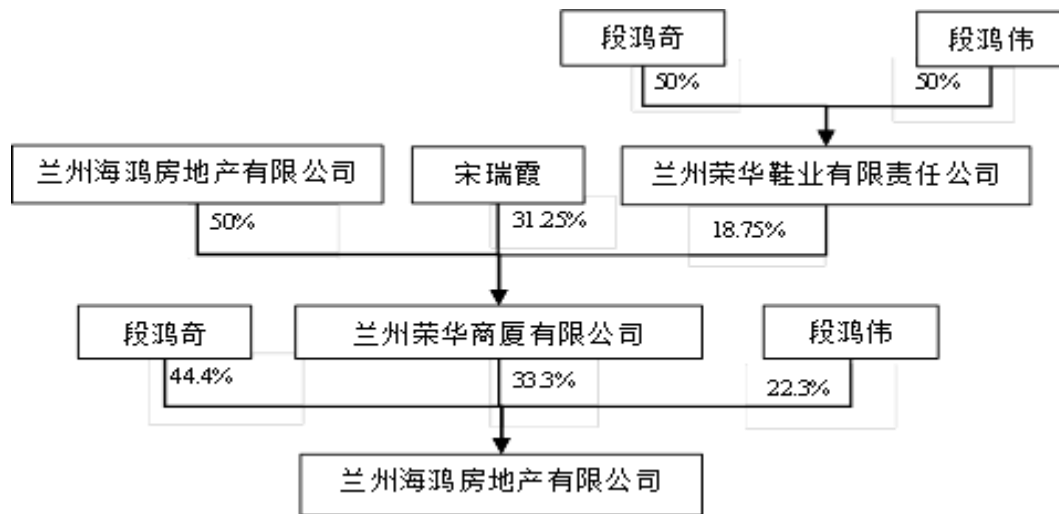 段鸿奇
段鸿伟
50%
50%
兰州海鸿房地产有限公司
宋瑞霞
兰州荣华鞋业有限责任公司
50%
31.25%
18.75%
段鸿奇
兰州荣华商厦有限公司
段鸿伟
44.4%
33.3%
22.3%
兰州海鸿房地产有限公司